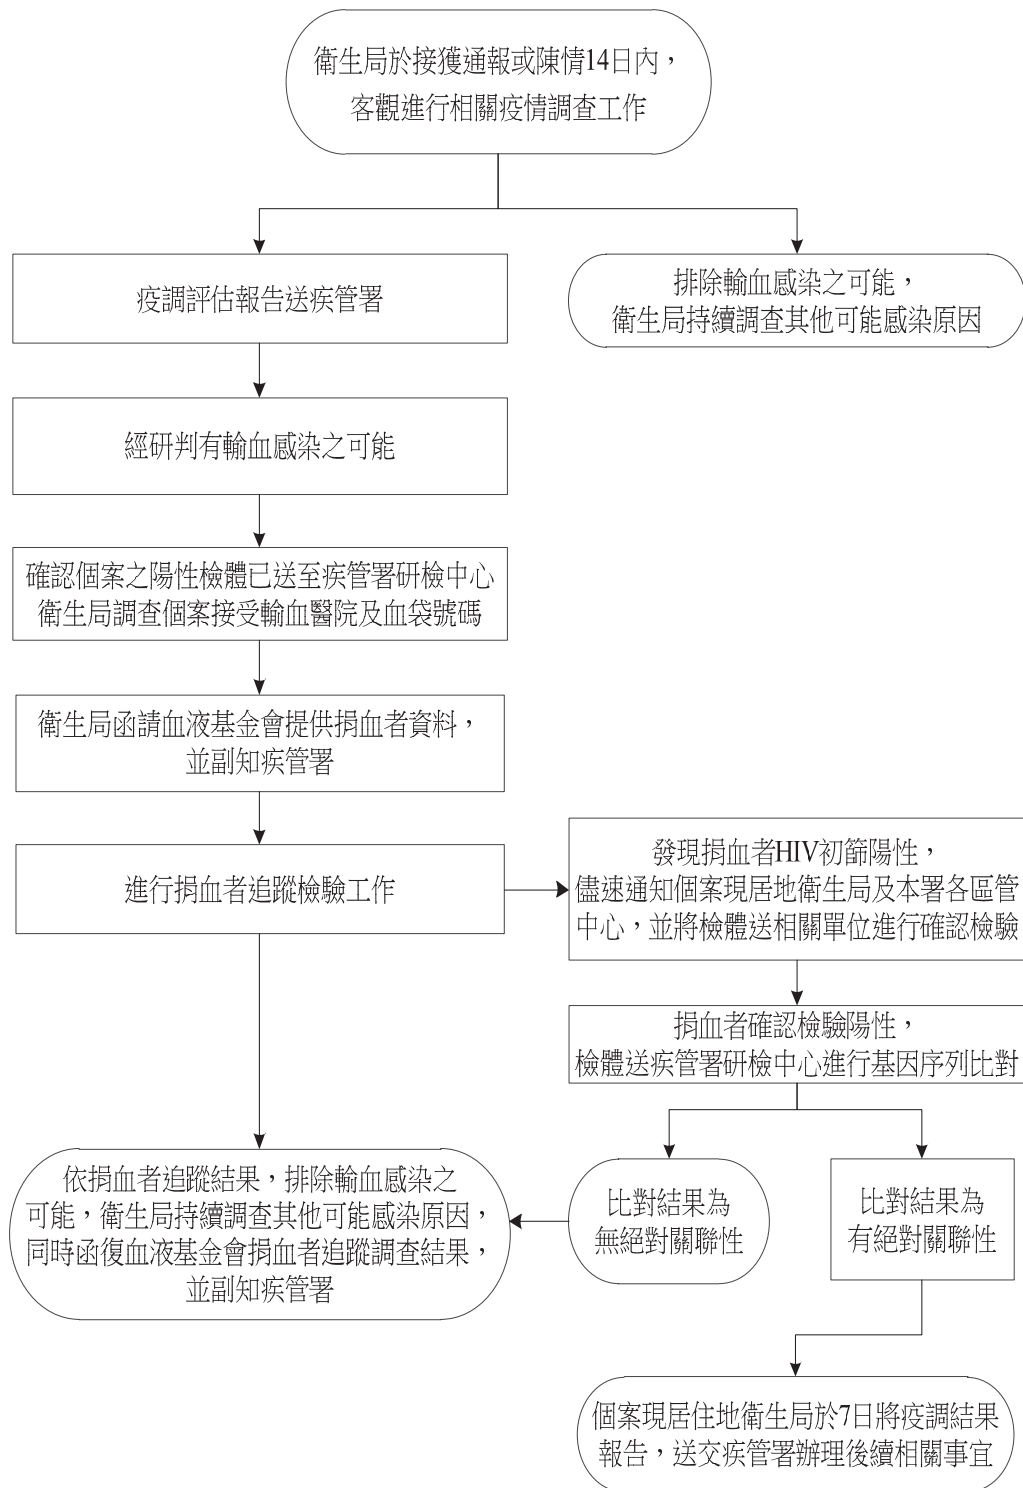 衛生局於接獲通報或陳情14日內，
客觀進行相關疫情調查工作
疫調評估報告送疾管署
排除輸血感染之可能，
衛生局持續調查其他可能感染原因
經研判有輸血感染之可能
確認個案之陽性檢體已送至疾管署研檢中心
衛生局調查個案接受輸血醫院及血袋號碼
衛生局函請血液基金會提供捐血者資料，
並副知疾管署
進行捐血者追蹤檢驗工作
發現捐血者HIV初篩陽性，
儘速通知個案現居地衛生局及本署各區管
中心，並將檢體送相關單位進行確認檢驗
捐血者確認檢驗陽性，
檢體送疾管署研檢中心進行基因序列比對
依捐血者追蹤結果，排除輸血感染之
可能，衛生局持續調查其他可能感染原因，
同時函復血液基金會捐血者追蹤調查結果，
並副知疾管署
比對結果為
無絕對關聯性
比對結果為
有絕對關聯性
個案現居住地衛生局於7日將疫調結果
報告，送交疾管署辦理後續相關事宜